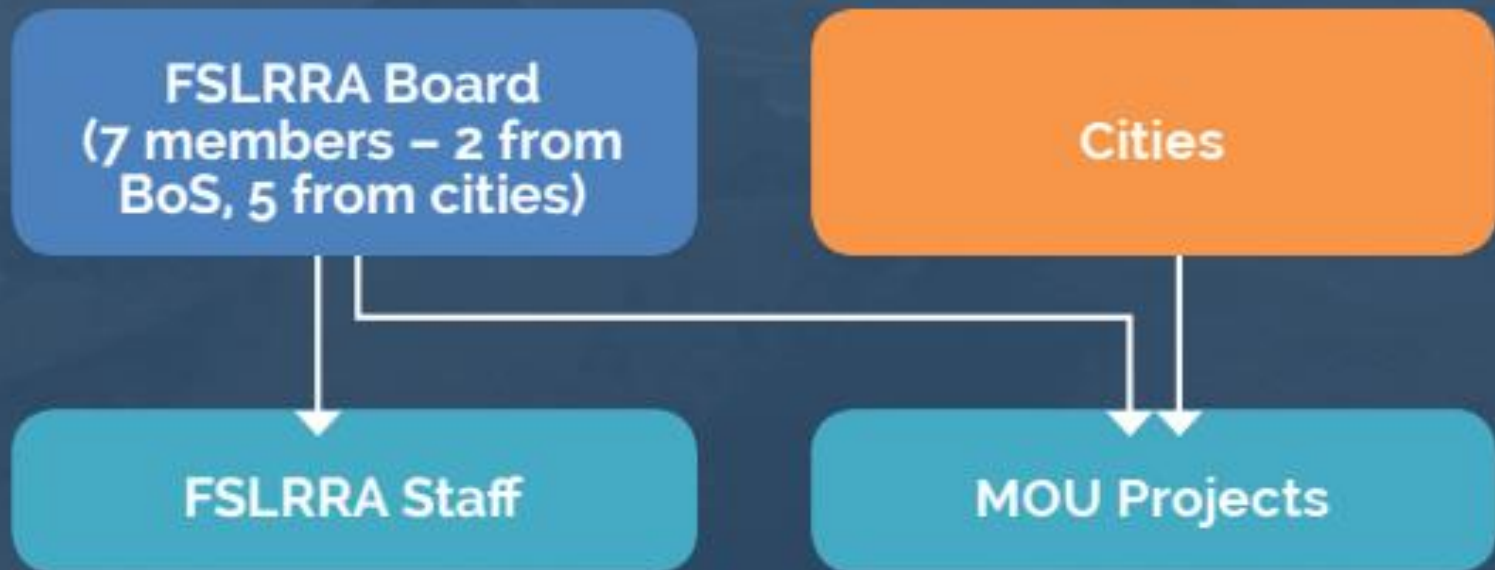 FSLRRA Board
(7 members – 2 from
BoS, 5 from cities)
Cities
FSLRRA Staff
MOU Projects